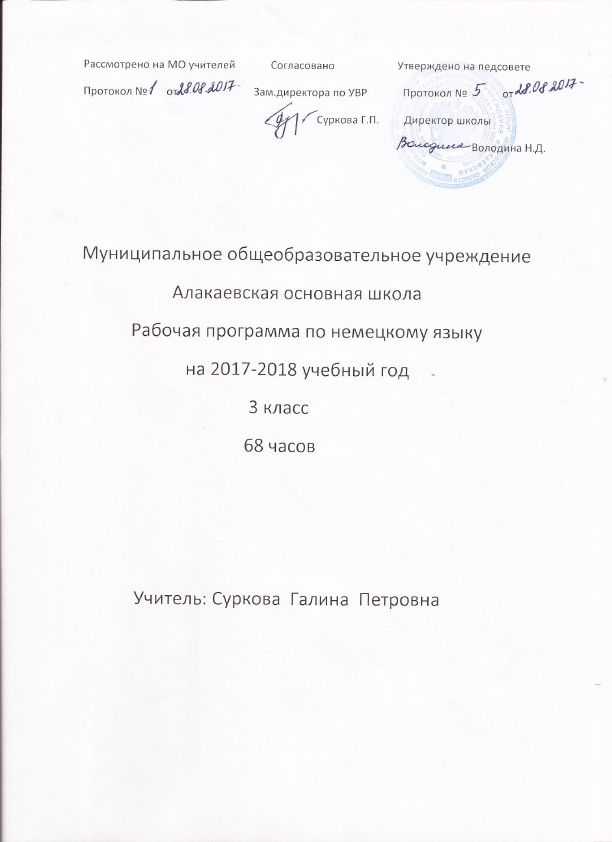 Рассмотрено на МО учителей Согласовано Утверждено на педсовете
Протокол №1 от28.08.2017- Зам.директора по УВР Протокол № 5 от 28.08.2017-
Суркова Г.П. Директор школы
Володина Володина Н.Д.
Муниципальное общеобразовательное учреждение
Алакаевская основная школа
Рабочая программа по немецкому языку
на 2017-2018 учебный год
3 класс
68 часов
Учитель: Суркова Галина Петровна